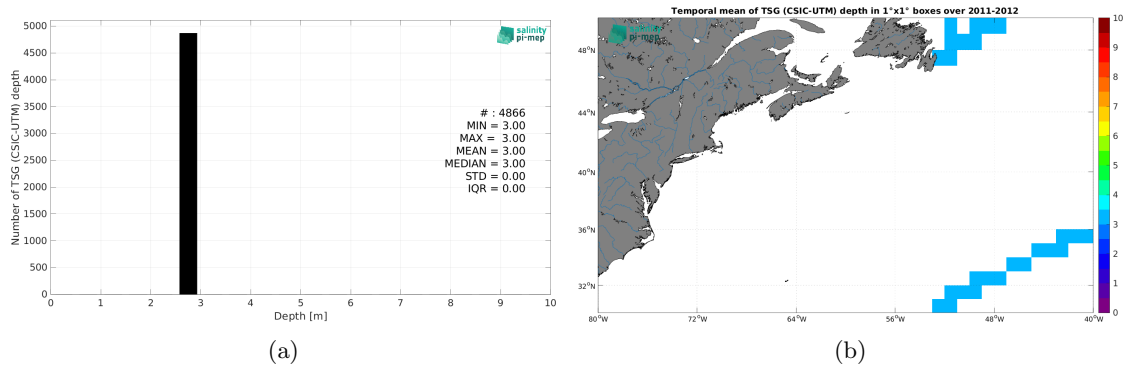 5000
4500
4000
3500
3000
2500
2000
1500
1000
500
0
Number of TSG (CSIC-UTM) depth
salinity
pi-mep
# : 4866
MIN = 3.00
MAX = 3.00
MEAN = 3.00
MEDIAN = 3.00
STD = 0.00
IQR = 0.00
0 1 2 3 4 5 6 7 8 9 10
Depth [m]
(a)
Temporal mean of TSG (CSIC-UTM) depth in 1°x1° boxes over 2011-2012
salinity
pi-mep
48°N
44°N
40°N
36°N
32°N
80°W 72°W 64°W 56°W 48°W 40°W
10
9
8
7
6
5
4
3
2
1
0
(b)